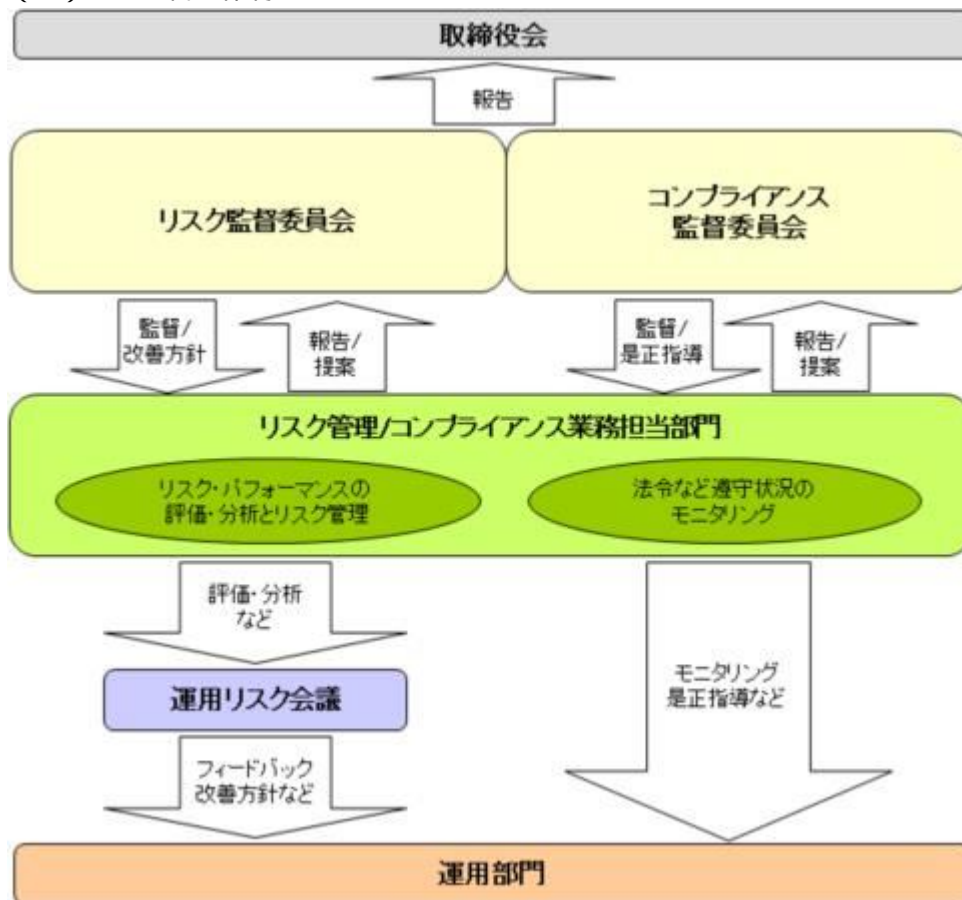 取締役会
報告
リスク監督委員会
コンプライアンス
監督委員会
監督/
改善方針
報告/
提案
監督/
是正指導
報告/
提案
リスク管理/コンプライアンス業務担当部門
リスク・パフォーマンスの
評価・分析とリスク管理
法令など遵守状況の
モニタリング
評価・分析
など
運用リスク会議
モニタリング
是正指導など
フィードバック
改善方針など
運用部門